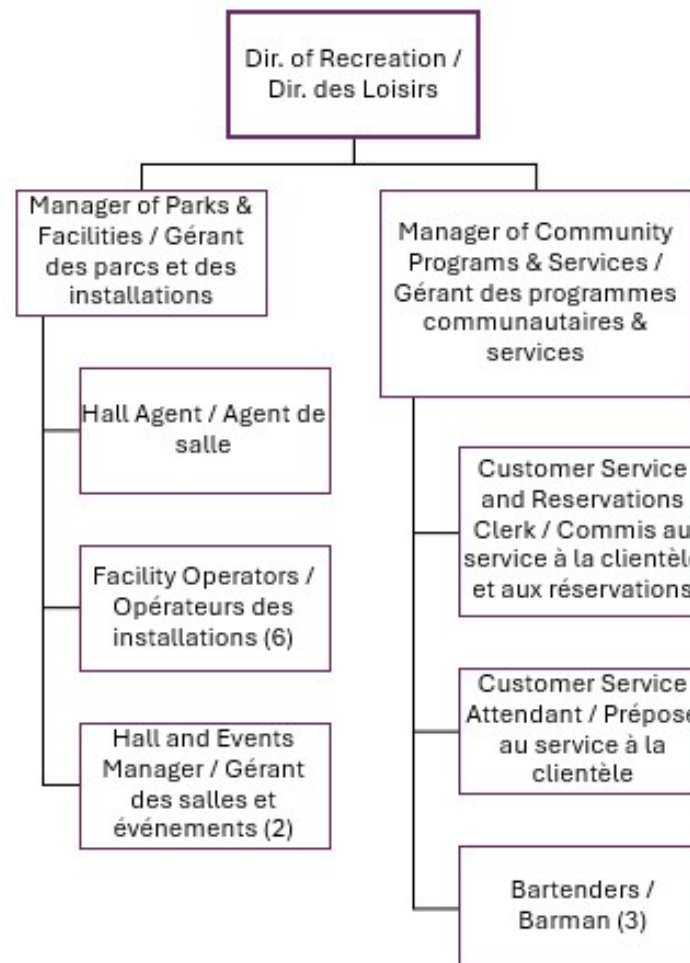 Dir. of Recreation /
Dir. des Loisirs
Manager of Parks &
Facilities / Gérant
des parcs et des
installations
Hall Agent / Agent de
salle
Facility Operators /
Opérateurs des
installations (6)
Hall and Events
Manager / Gérant
des salles et
événements (2)
Manager of Community
Programs & Services /
Gérant des programmes
communautaires &
services
Customer Service
and Reservations
Clerk / Commis au
service à la clientèle
et aux réservations
Customer Service
Attendant / Préposé
au service à la
clientèle
Bartenders /
Barman (3)